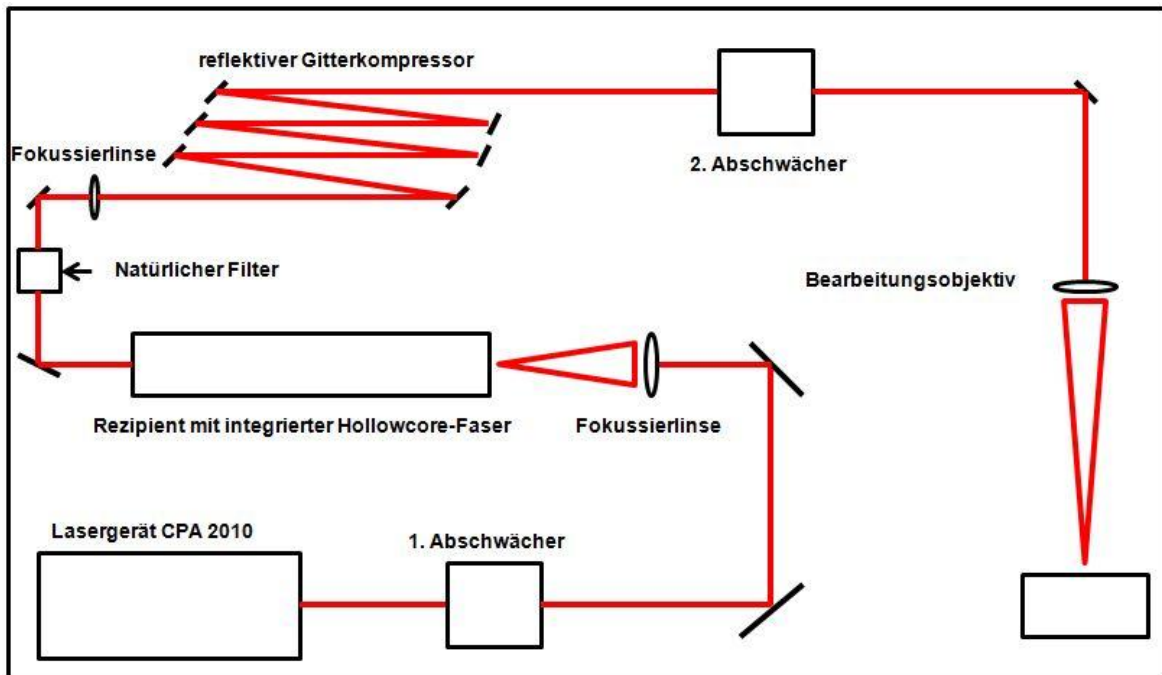 reflektiver Gitterkompressor
Fokussierlinse
2. Abschwächer
Natürlicher Filter
Bearbeitungsobjektiv
Rezipient mit integrierter Hollowcore-Faser
Fokussierlinse
Lasergerät CPA 2010
1. Abschwächer